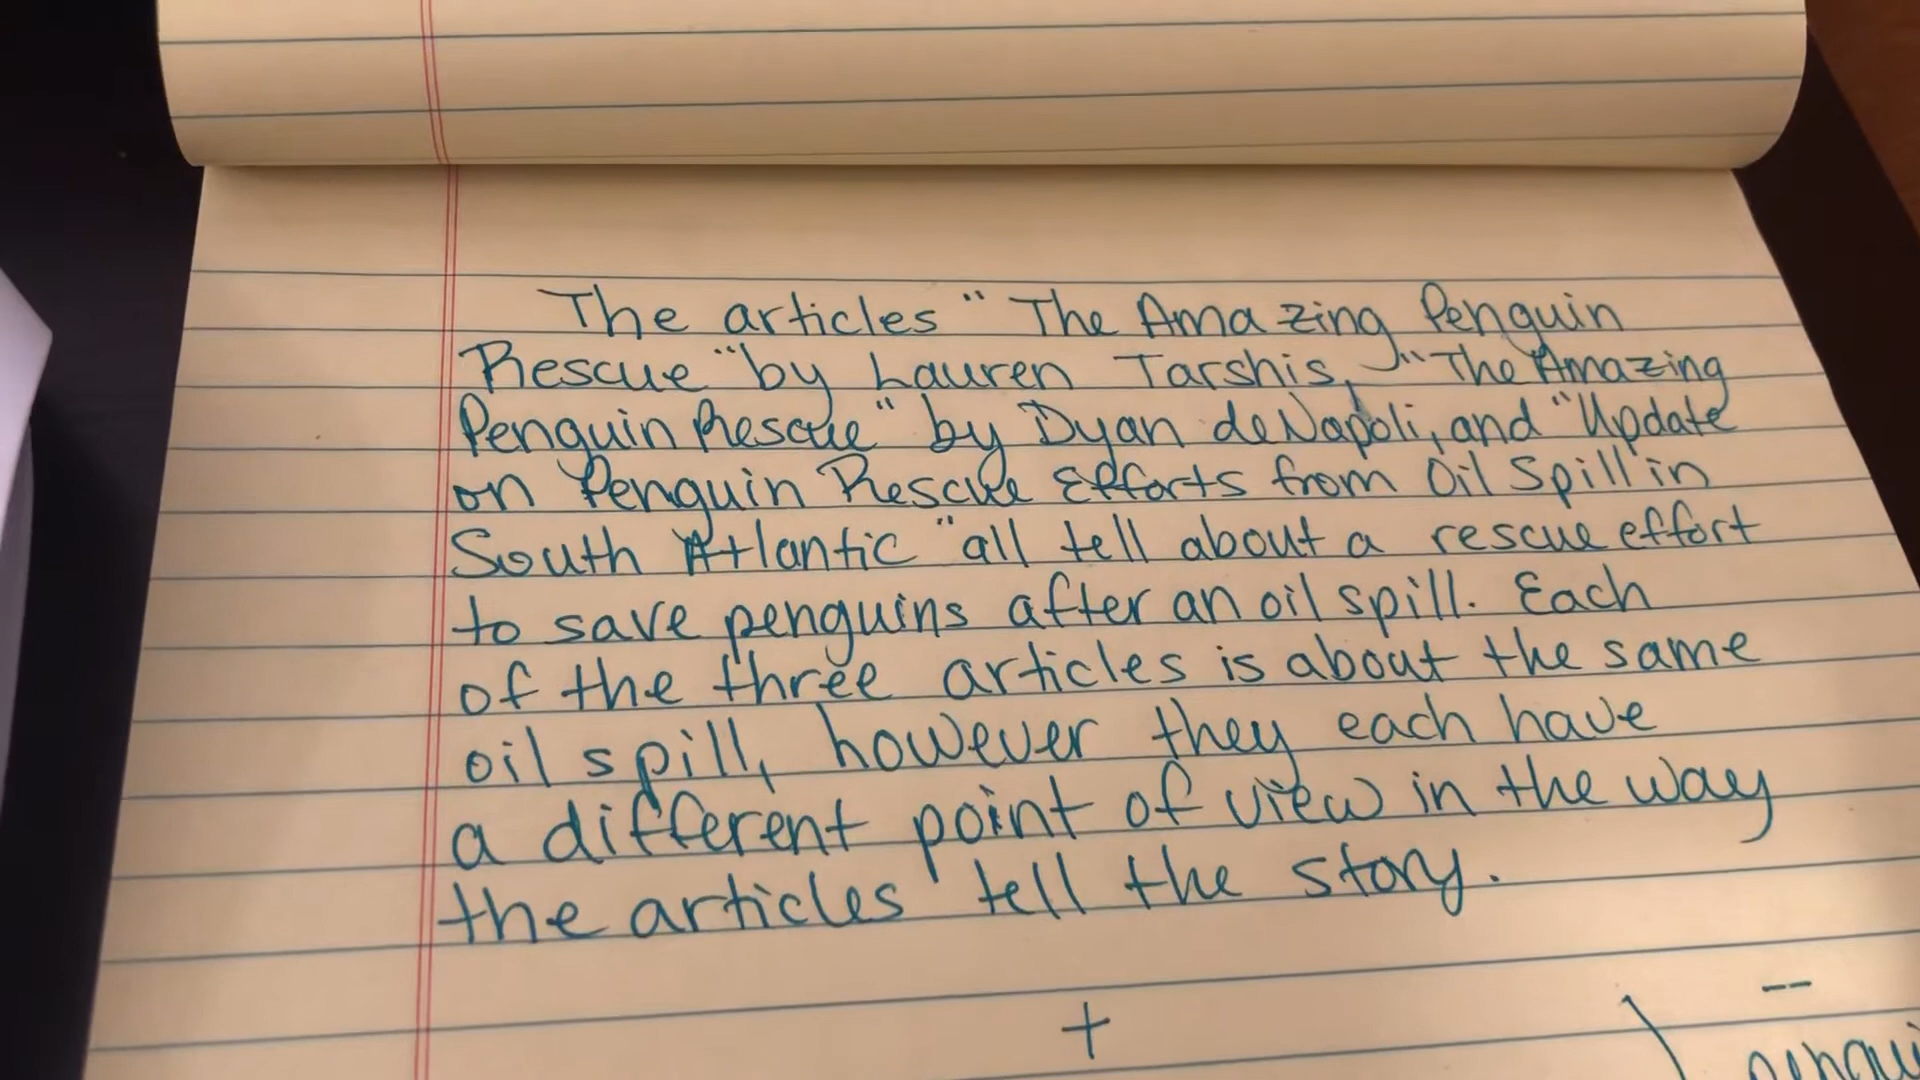 The articles "The Amazing Penguin
Rescue" by Lauren Tarshis, "The Amazing
Penguin Rescue" by Dyan deNapoli, and "Update
on Penguin Rescue Efforts from Oil Spill in
South Atlantic" all tell about a rescue effort
to save penguins after an oil spill. Each
of the three articles is about the same
oil spill, however they each have
a different point of view in the way
the articles tell the story.
+
--